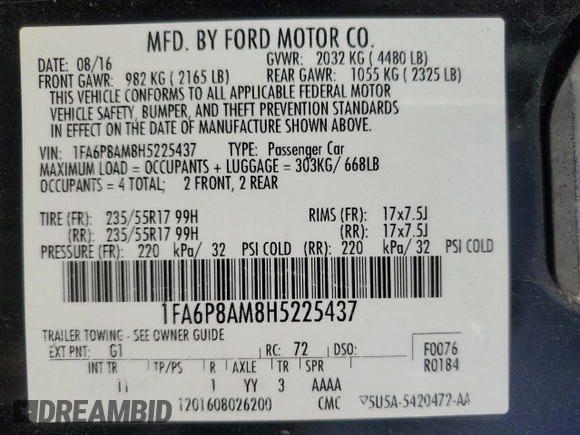 MFD. BY FORD MOTOR CO.
DATE: 08/16 GVWR: 2032 KG ( 4480 LB)
FRONT GAWR: 982 KG ( 2165 LB) REAR GAWR: 1055 KG ( 2325 LB)
THIS VEHICLE CONFORMS TO ALL APPLICABLE FEDERAL MOTOR
VEHICLE SAFETY, BUMPER, AND THEFT PREVENTION STANDARDS
IN EFFECT ON THE DATE OF MANUFACTURE SHOWN ABOVE.
VIN: 1FA6P8AM8H5225437 TYPE: Passenger Car
MAXIMUM LOAD = OCCUPANTS + LUGGAGE = 303KG/ 668LB
OCCUPANTS = 4 TOTAL; 2 FRONT, 2 REAR
TIRE (FR): 235/55R17 99H RIMS (FR): 17x7.5J
(RR): 235/55R17 99H (RR): 17x7.5J
PRESSURE (FR): 220 kPa/ 32 PSI COLD (RR): 220 kPa/ 32 PSI COLD
1FA6P8AM8H5225437
TRAILER TOWING - SEE OWNER GUIDE
EXT PNT: G1 RC: 72 DSO: F0076
R0184
INT TR TP/PS R AXLE TR SPR
11 1 YY 3 AAAA
1201608026200 CMC 5U5A-5420472-AA
DREAMBID